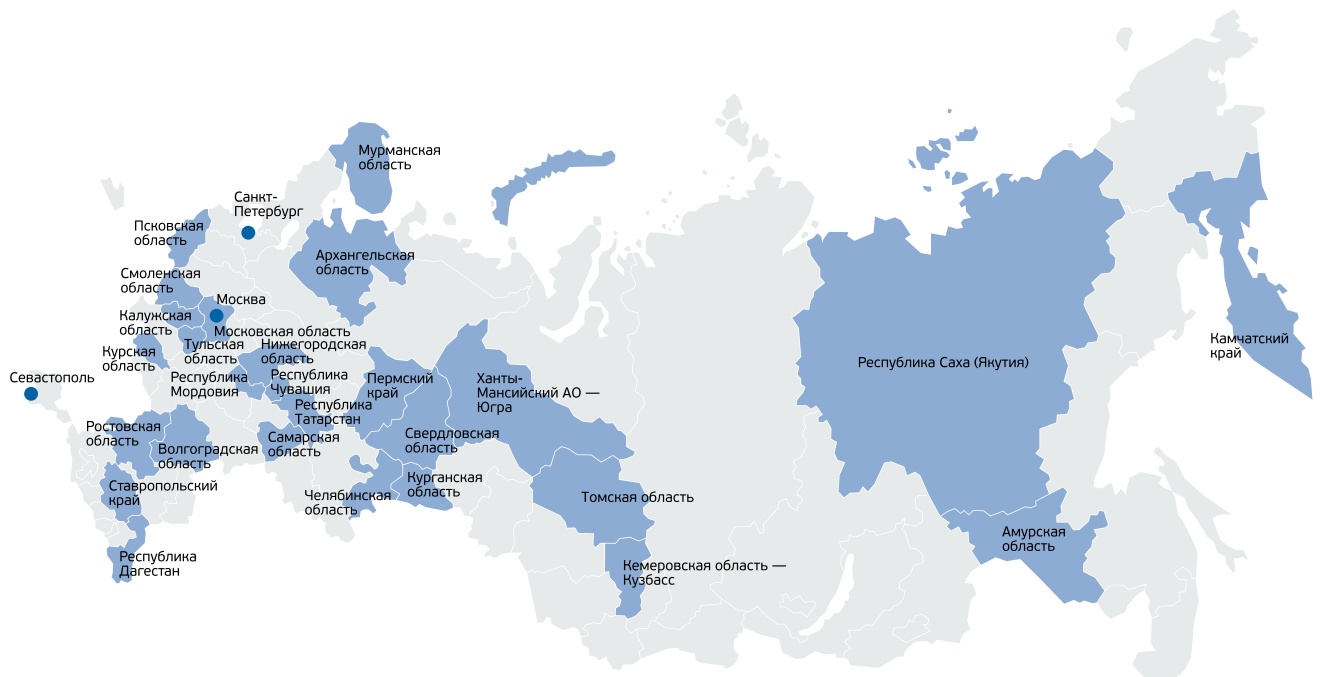 Мурманская
область
Санкт-
Петербург
Псковская
область
Архангельская
область
Смоленская
область
Москва
Калужская
область
Московская область
Тульская
область
Нижегородская
область
Курская
область
Севастополь
Республика
Мордовия
Республика
Чувашия
Пермский
край
Ханты-
Мансийский АО —
Югра
Республика Саха (Якутия)
Камчатский
край
Республика
Татарстан
Ростовская
область
Волгоградская
область
Самарская
область
Свердловская
область
Ставропольский
край
Челябинская
область
Курганская
область
Томская область
Республика
Дагестан
Кемеровская область —
Кузбасс
Амурская
область